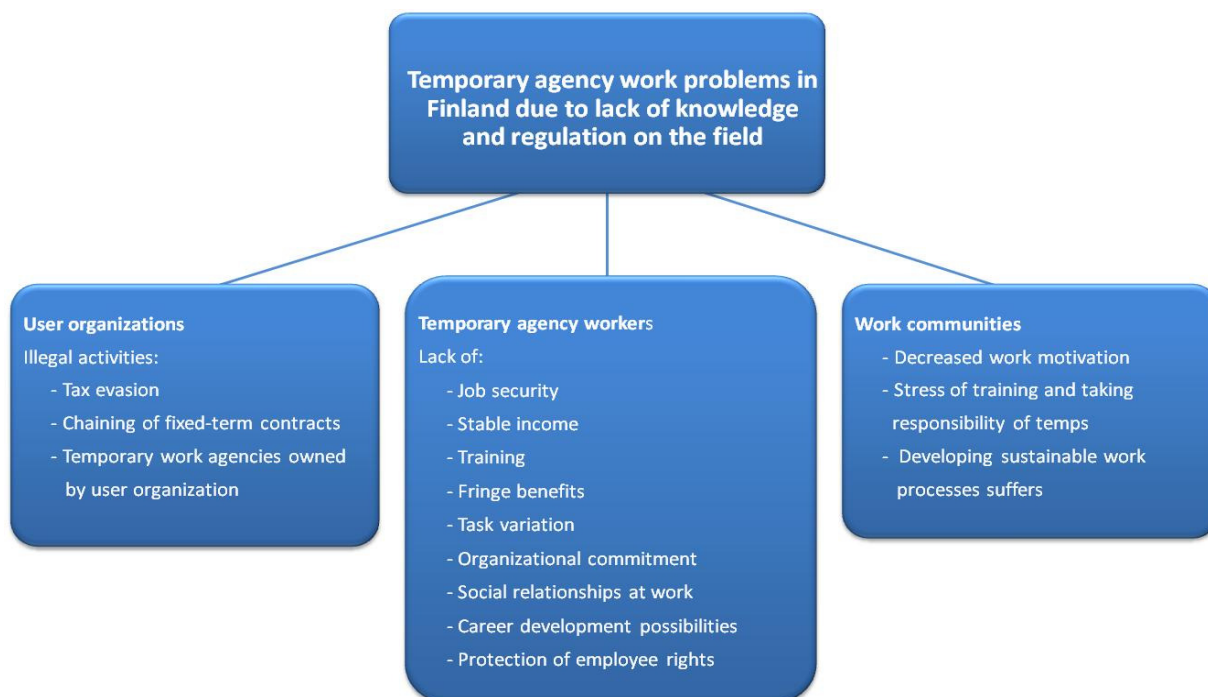 Temporary agency work problems in
Finland due to lack of knowledge
and regulation on the field
User organizations
Illegal activities:
- Tax evasion
- Chaining of fixed-term contracts
- Temporary work agencies owned
by user organization
Temporary agency workers
Lack of:
- Job security
- Stable income
- Training
- Fringe benefits
- Task variation
- Organizational commitment
- Social relationships at work
- Career development possibilities
- Protection of employee rights
Work communities
- Decreased work motivation
- Stress of training and taking
responsibility of temps
- Developing sustainable work
processes suffers